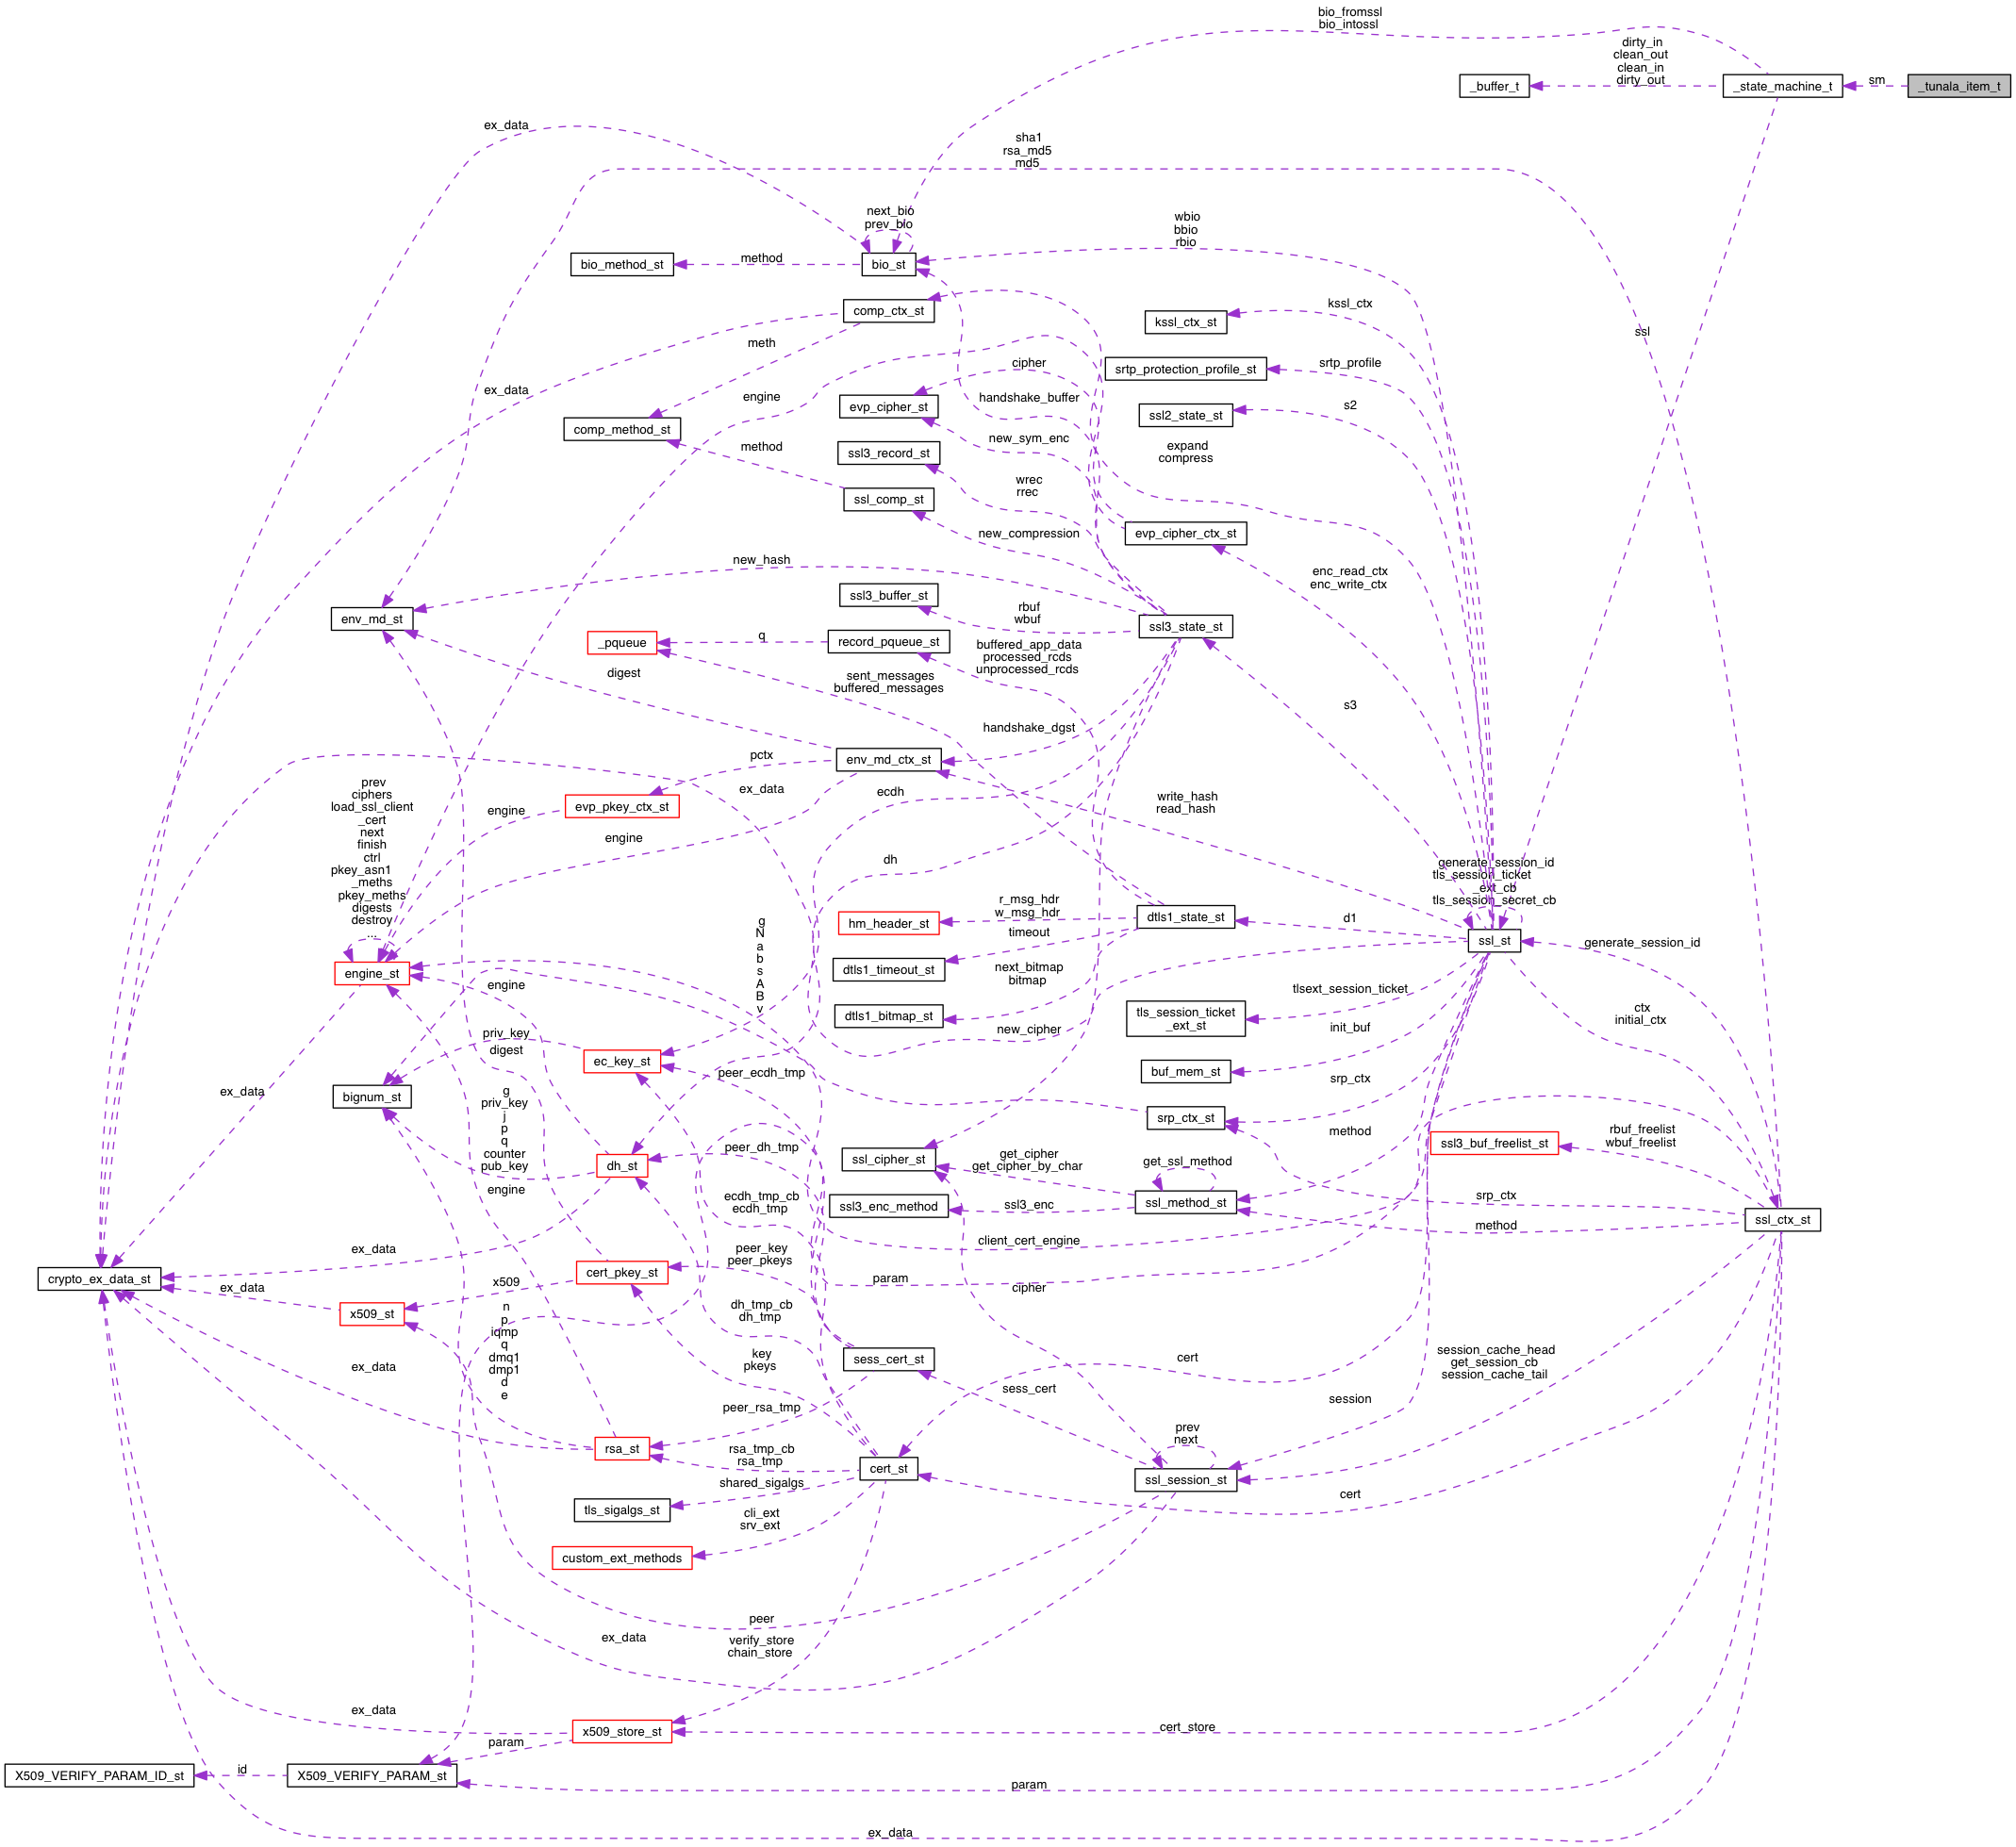 bio_fromssl
bio_intossl
dirty_in
clean_out
clean_in
dirty_out
_buffer_t
_state_machine_t
sm
_tunala_item_t
ex_data
sha1
rsa_md5
md5
next_bio
prev_bio
wbio
bbio
rbio
bio_method_st
method
bio_st
comp_ctx_st
kssl_ctx
kssl_ctx_st
ssl
meth
cipher
srtp_profile
srtp_protection_profile_st
ex_data
engine
handshake_buffer
evp_cipher_st
s2
ssl2_state_st
comp_method_st
new_sym_enc
method
ssl3_record_st
expand
compress
wrec
rrec
ssl_comp_st
new_compression
evp_cipher_ctx_st
new_hash
enc_read_ctx
enc_write_ctx
ssl3_buffer_st
rbuf
wbuf
env_md_st
ssl3_state_st
_pqueue
q
record_pqueue_st
buffered_app_data
processed_rcds
unprocessed_rcds
digest
sent_messages
buffered_messages
s3
handshake_dgst
pctx
env_md_ctx_st
prev
ciphers
load_ssl_client
_cert
next
finish
ctrl
pkey_asn1
_meths
pkey_meths
digests
destroy
...
ex_data
ecdh
write_hash
read_hash
engine
evp_pkey_ctx_st
engine
dh
generate_session_id
tls_session_ticket
_ext_cb
tls_session_secret_cb
r_msg_hdr
w_msg_hdr
hm_header_st
dtls1_state_st
d1
g
N
a
b
s
A
B
v
timeout
ssl_st
generate_session_id
engine_st
dtls1_timeout_st
next_bitmap
bitmap
engine
tlsext_session_ticket
dtls1_bitmap_st
tls_session_ticket
_ext_st
ctx
initial_ctx
priv_key
new_cipher
init_buf
digest
ec_key_st
peer_ecdh_tmp
buf_mem_st
srp_ctx
ex_data
bignum_st
g
priv_key
j
p
q
counter
pub_key
srp_ctx_st
method
rbuf_freelist
wbuf_freelist
ssl3_buf_freelist_st
peer_dh_tmp
ssl_cipher_st
get_cipher
get_cipher_by_char
get_ssl_method
dh_st
engine
ecdh_tmp_cb
ecdh_tmp
ssl3_enc_method
ssl3_enc
ssl_method_st
srp_ctx
ssl_ctx_st
method
client_cert_engine
ex_data
peer_key
peer_pkeys
crypto_ex_data_st
cert_pkey_st
x509
param
cipher
ex_data
x509_st
n
p
iqmp
q
dmq1
dmp1
d
e
dh_tmp_cb
dh_tmp
key
pkeys
sess_cert_st
cert
session_cache_head
get_session_cb
session_cache_tail
ex_data
sess_cert
session
peer_rsa_tmp
prev
next
rsa_st
rsa_tmp_cb
rsa_tmp
cert_st
ssl_session_st
shared_sigalgs
cert
tls_sigalgs_st
cli_ext
srv_ext
custom_ext_methods
peer
ex_data
verify_store
chain_store
ex_data
x509_store_st
cert_store
param
X509_VERIFY_PARAM_ID_st
id
X509_VERIFY_PARAM_st
param
ex_data